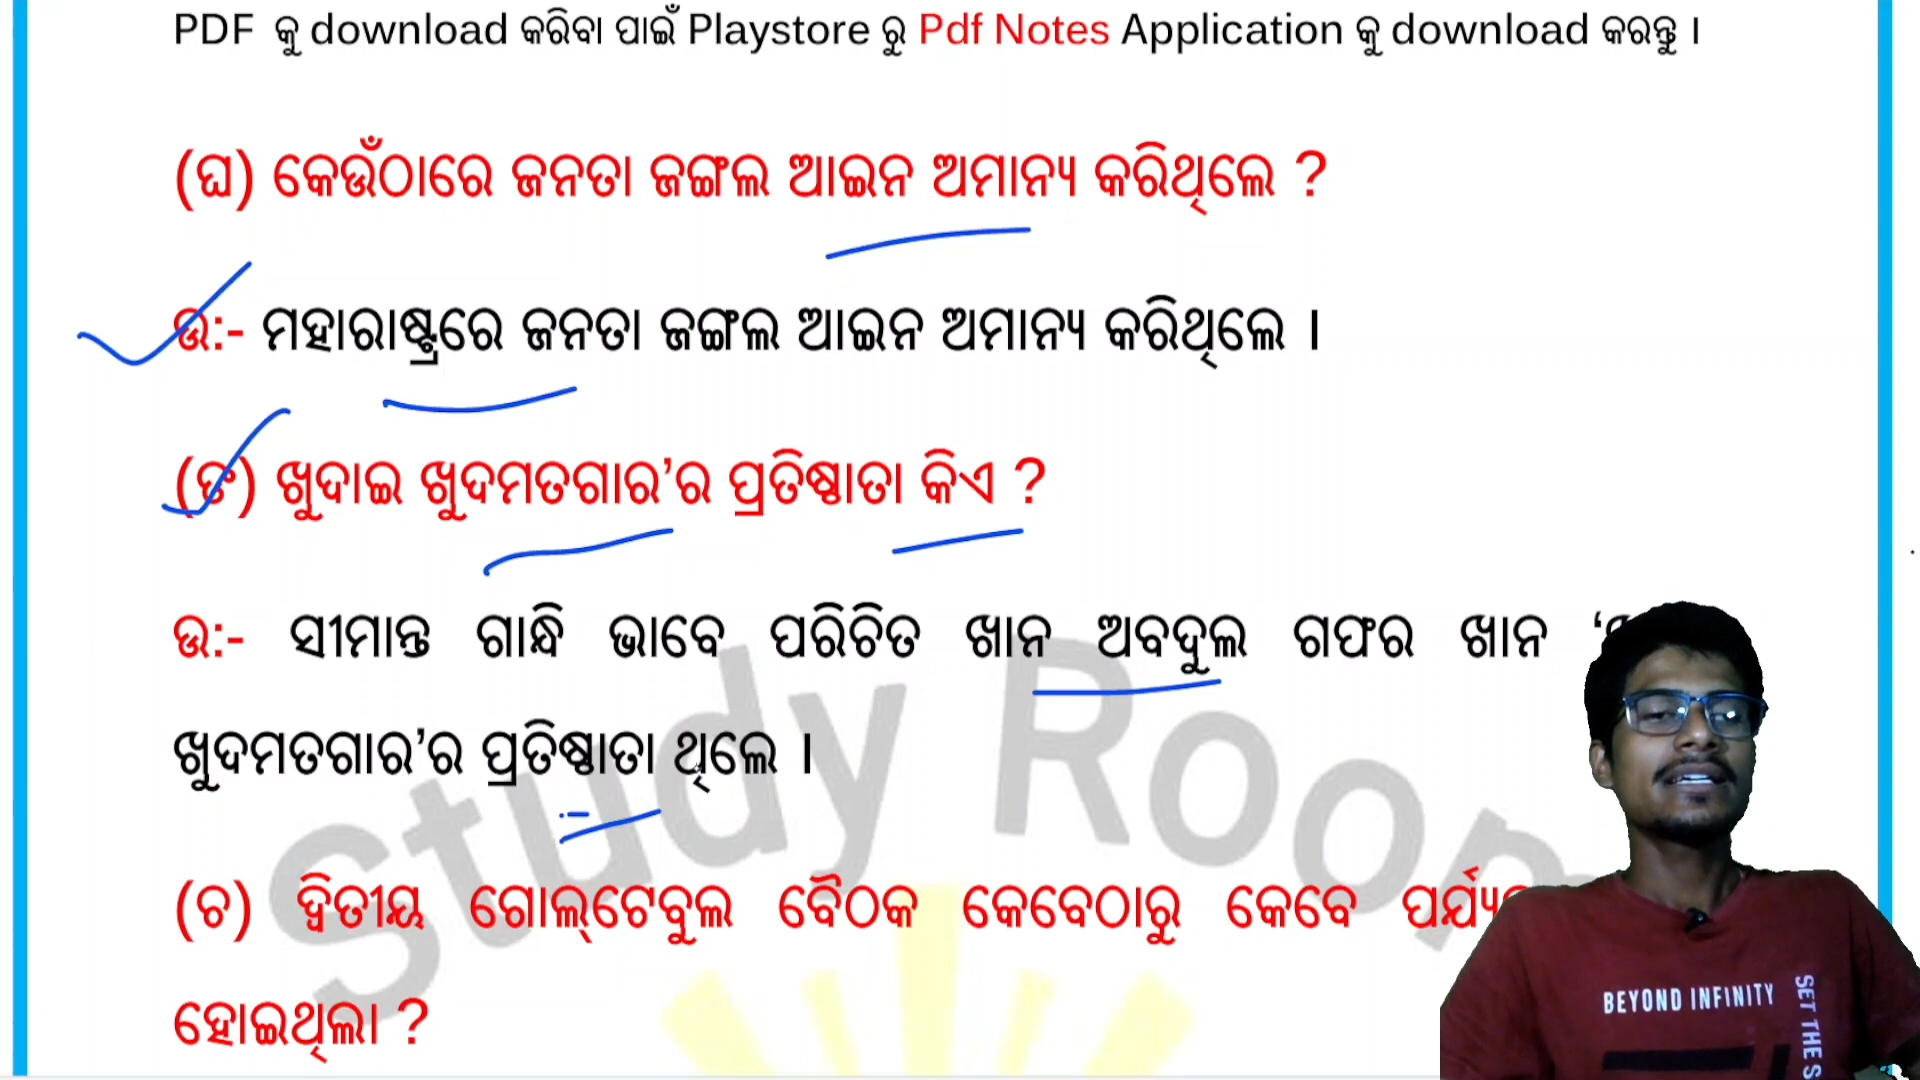 PDF କୁ download କରିବା ପାଇଁ Playstore ରୁ Pdf Notes Application କୁ download କରନ୍ତୁ ।
(ଘ) କେଉଁଠାରେ ଜନତା ଜଙ୍ଗଲ ଆଇନ ଅମାନ୍ୟ କରିଥିଲେ ?
ଉ:- ମହାରାଷ୍ଟ୍ରରେ ଜନତା ଜଙ୍ଗଲ ଆଇନ ଅମାନ୍ୟ କରିଥିଲେ ।
(ଙ) ଖୁଦାଇ ଖୁଦମତଗାର’ର ପ୍ରତିଷ୍ଠାତା କିଏ ?
ଉ:- ସୀମାନ୍ତ ଗାନ୍ଧି ଭାବେ ପରିଚିତ ଖାନ ଅବଦୁଲ ଗଫର ଖାନ
ଖୁଦମତଗାର’ର ପ୍ରତିଷ୍ଠାତା ଥିଲେ ।
(ଚ) ଦ୍ୱିତୀୟ ଗୋଲ୍‌ଟେବୁଲ ବୈଠକ କେବେଠାରୁ କେବେ
ହୋଇଥିଲା ?
Study Room
BEYOND INFINITY
SET THE